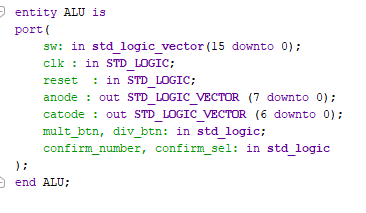 entity ALU is
port(
sw: in std_logic_vector(15 downto 0);
clk : in STD_LOGIC;
reset : in STD_LOGIC;
anode : out STD_LOGIC_VECTOR (7 downto 0);
catode : out STD_LOGIC_VECTOR (6 downto 0);
mult_btn, div_btn: in std_logic;
confirm_number, confirm_sel: in std_logic
);
end ALU;